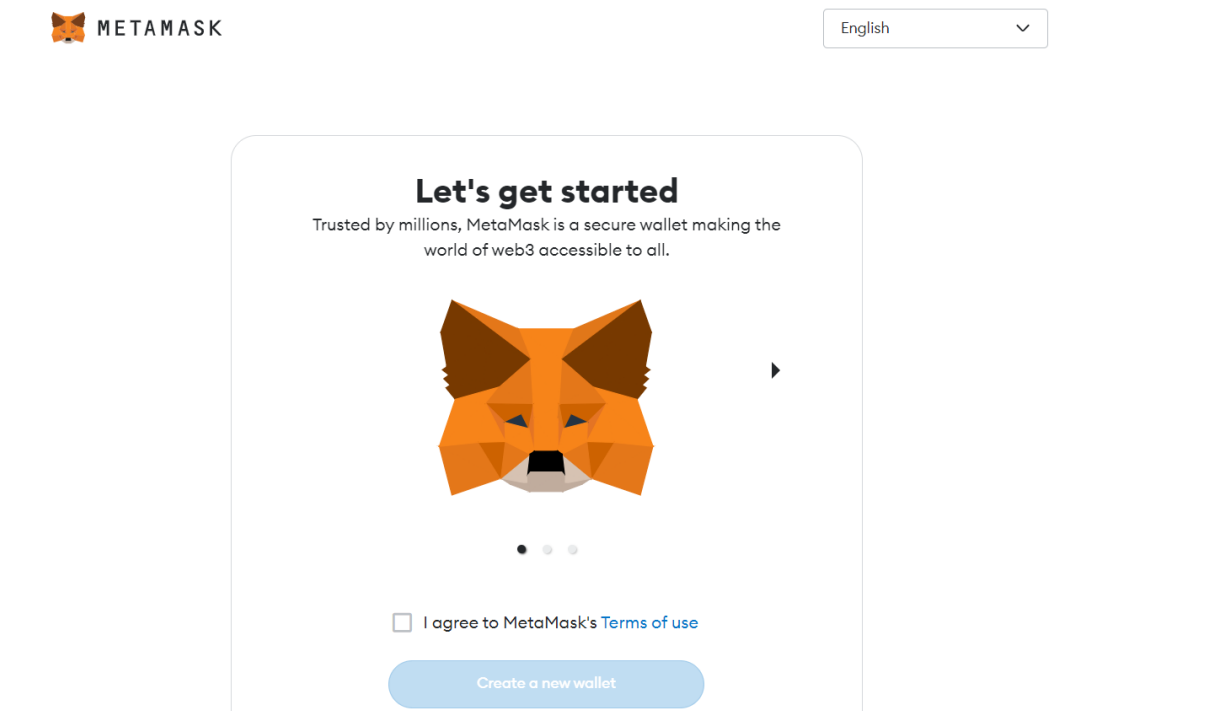 METAMASK
English
Let's get started
Trusted by millions, MetaMask is a secure wallet making the
world of web3 accessible to all.
I agree to MetaMask's Terms of use
Create a new wallet